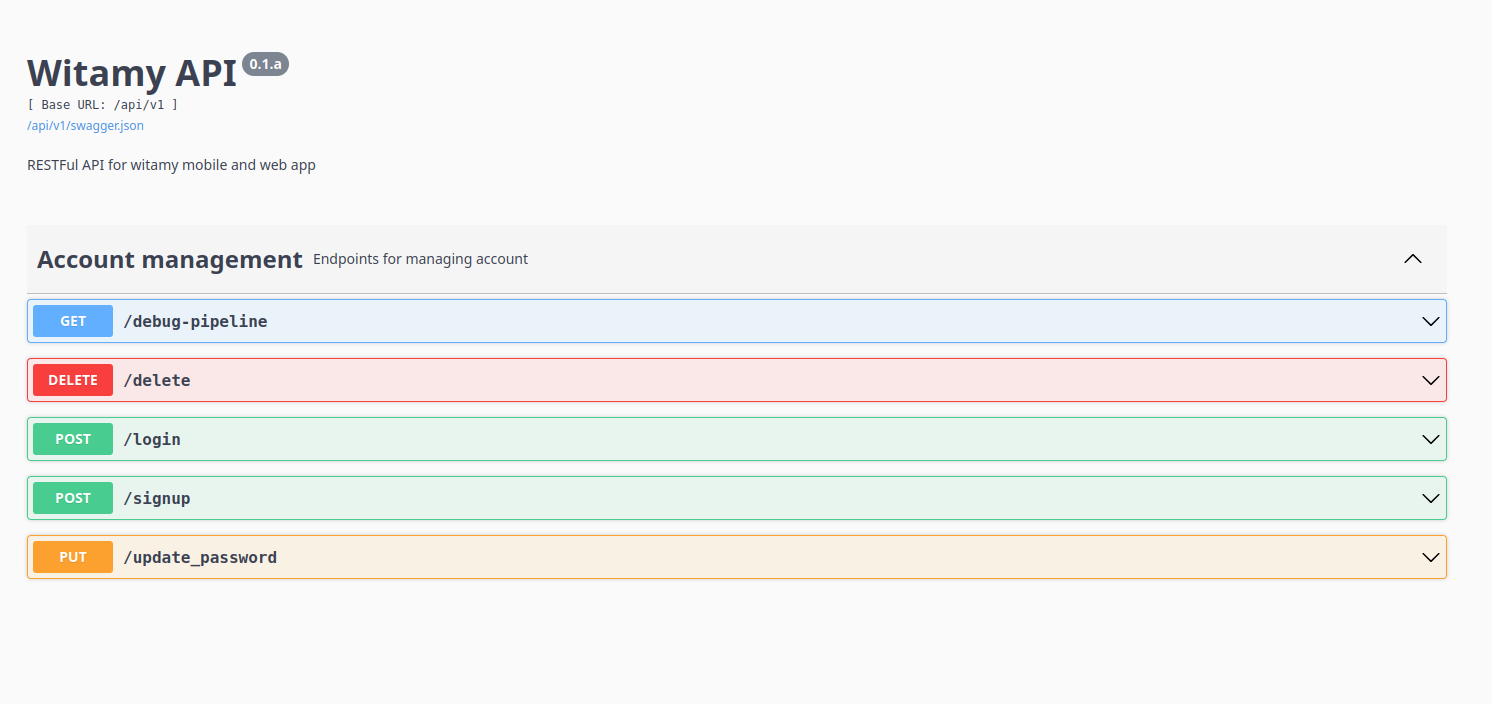 Witamy API 0.1.a
[ Base URL: /api/v1 ]
/api/v1/swagger.json
RESTFul API for witamy mobile and web app
Account management Endpoints for managing account
GET /debug-pipeline
DELETE /delete
POST /login
POST /signup
PUT /update_password